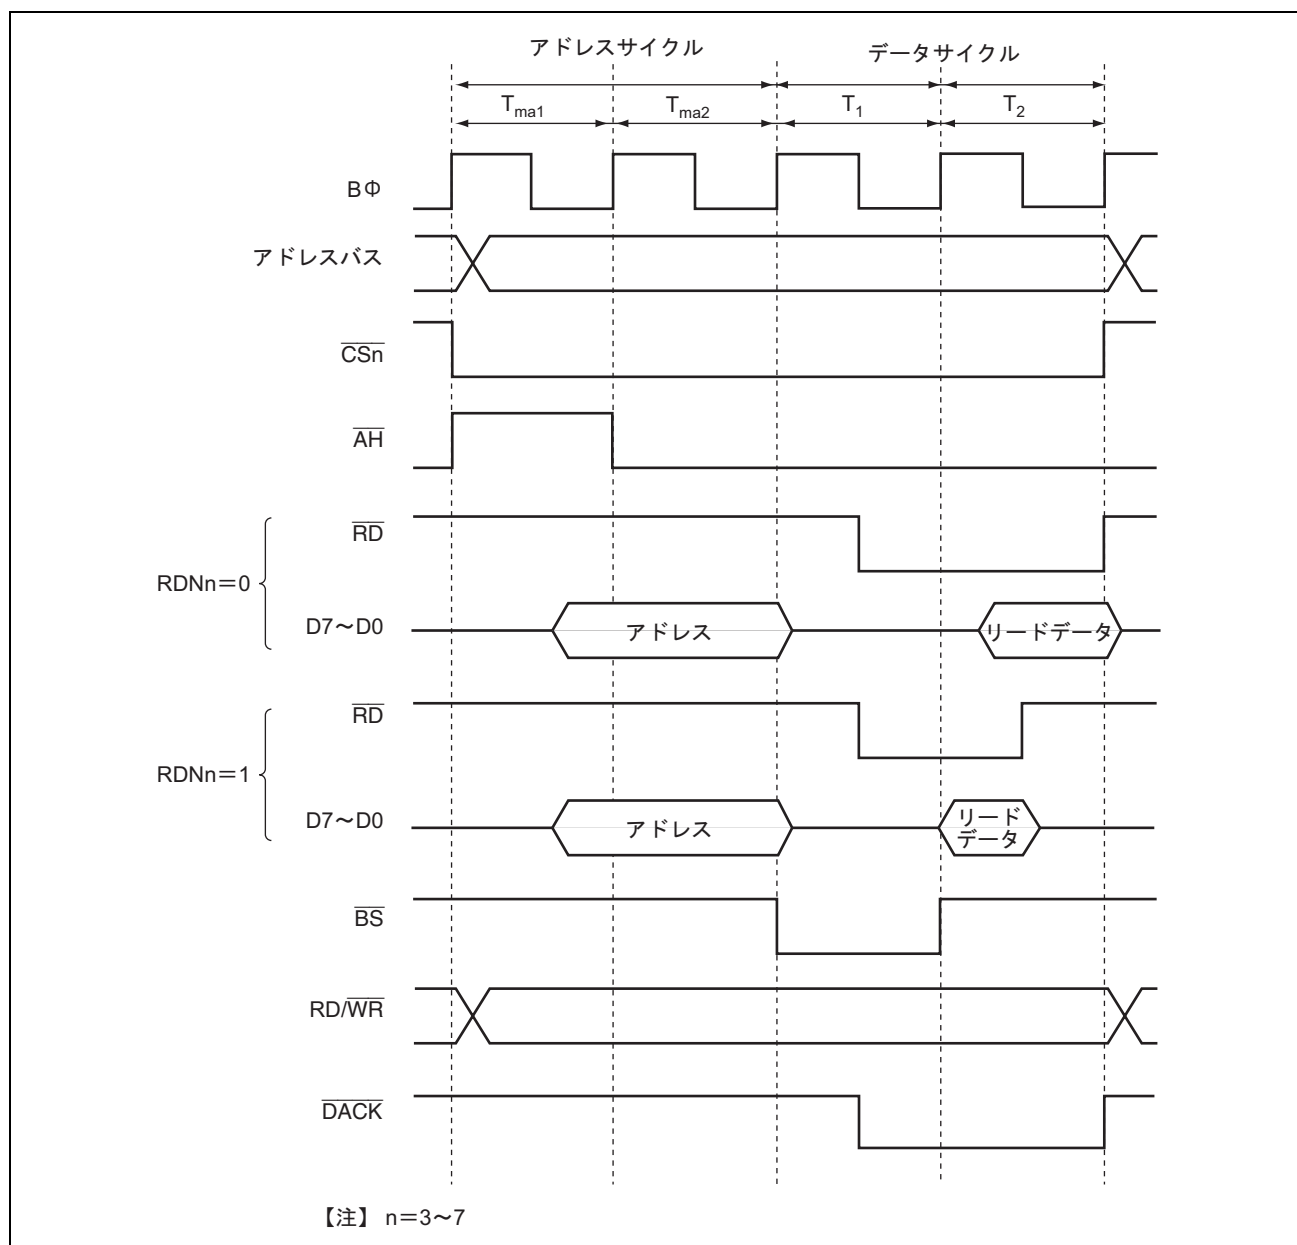 アドレスサイクル
データサイクル
Tma1
Tma2
T1
T2
BΦ
アドレスバス
CSn
AH
RDNn＝0
RD
D7～D0
アドレス
リードデータ
RDNn＝1
RD
D7～D0
アドレス
リード
データ
BS
RD/WR
DACK
【注】 n＝3～7